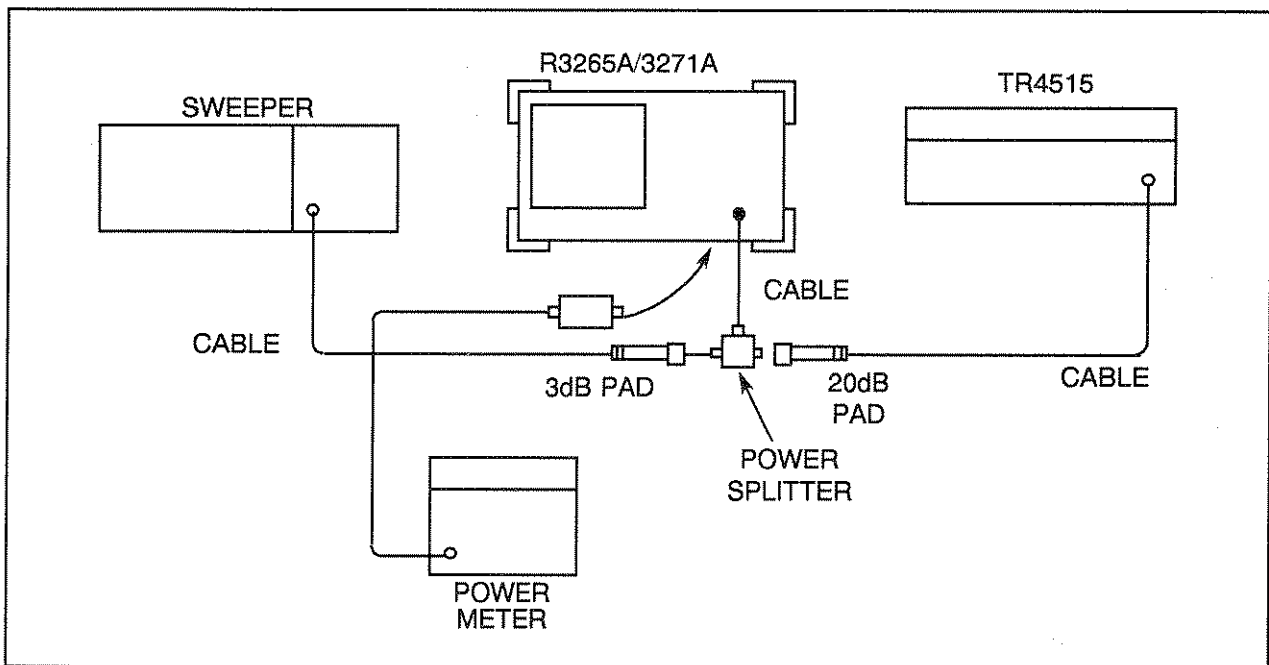 R3265A/3271A
TR4515
SWEEPER
CABLE
CABLE
3dB PAD
20dB
PAD
CABLE
POWER
SPLITTER
POWER
METER